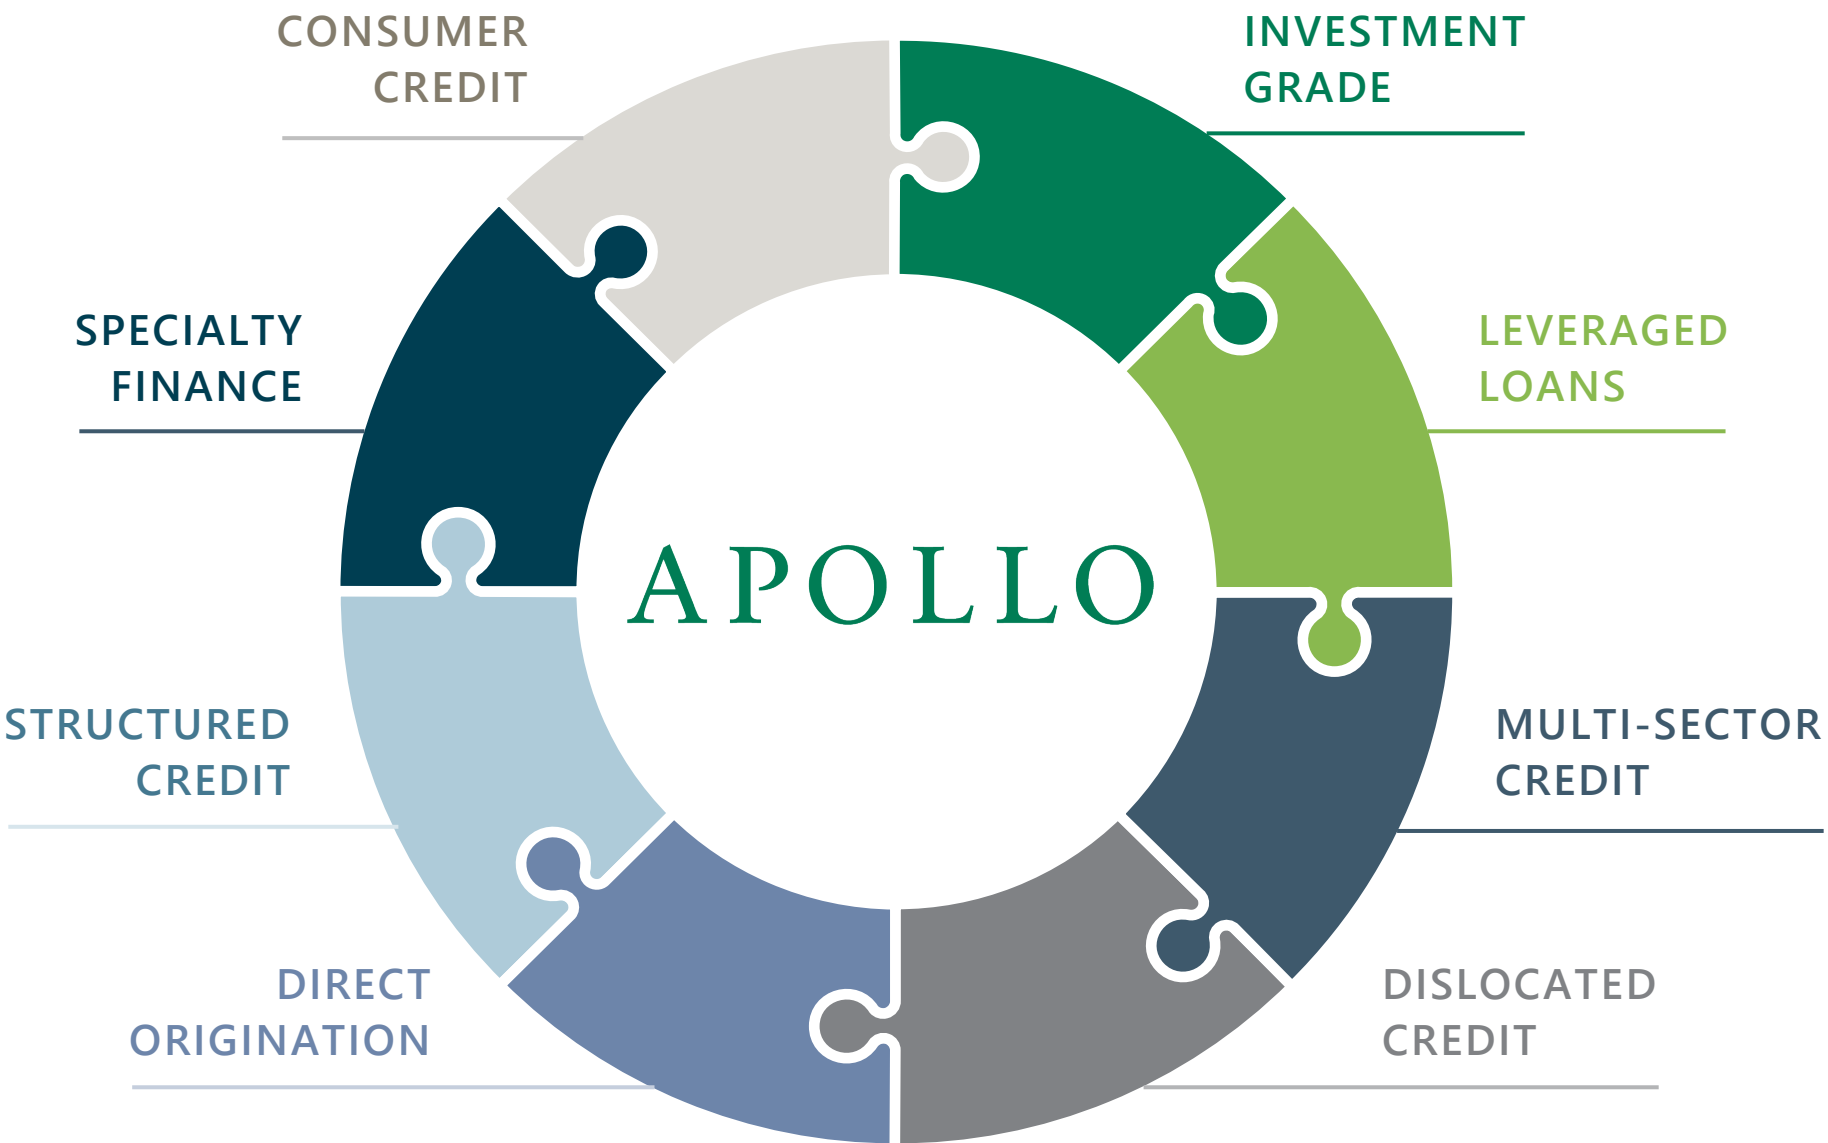 CONSUMER
CREDIT
INVESTMENT
GRADE
SPECIALTY
FINANCE
LEVERAGED
LOANS
APOLLO
STRUCTURED
CREDIT
MULTI-SECTOR
CREDIT
DIRECT
ORIGINATION
DISLOCATED
CREDIT